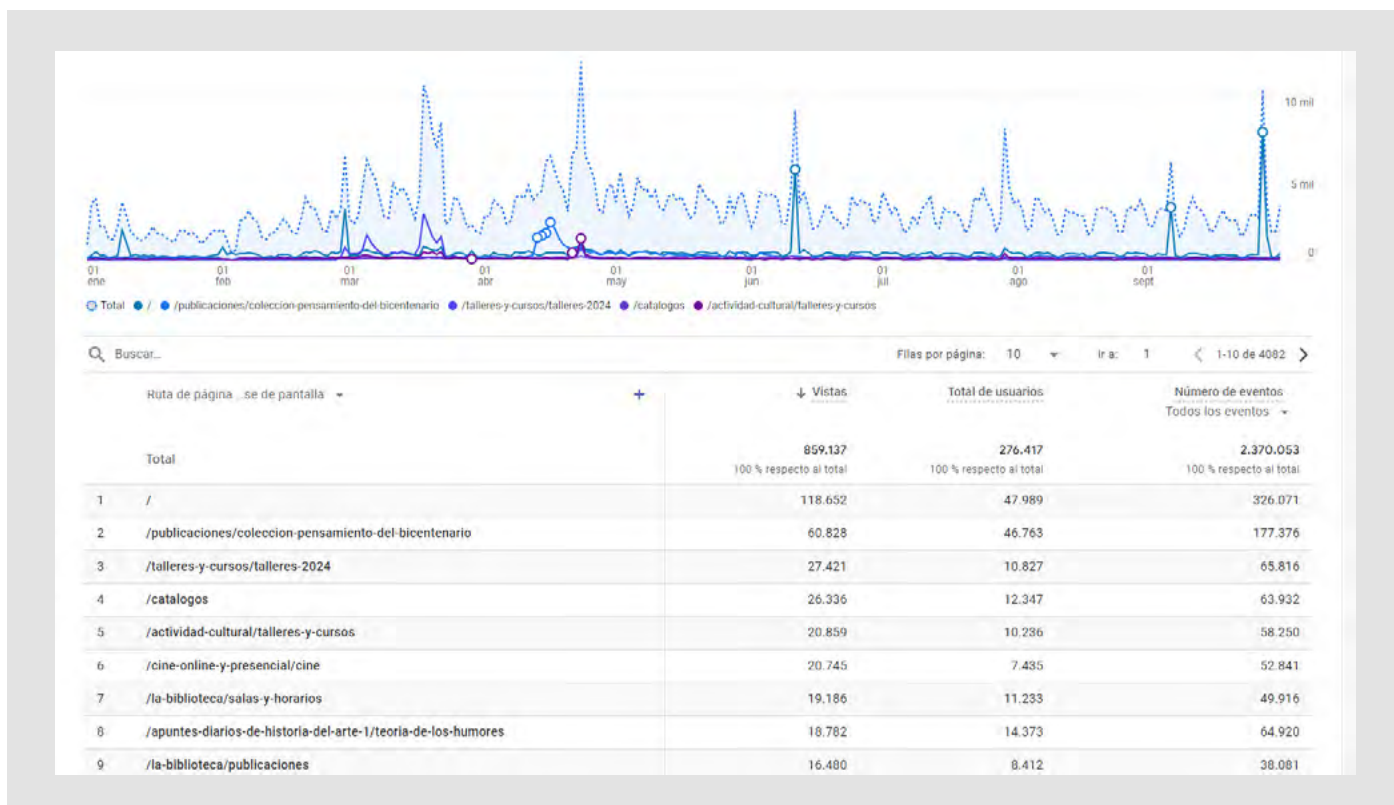 10 mil
5 mil
0
01 01 01 01 01 01 01 01 01
ene feb mar abr may jun jul ago sept
Total / /publicaciones/coleccion-pensamiento-del-bicentenario /talleres-y-cursos/talleres-2024 /catalogos /actividad-cultural/talleres-y-cursos
Buscar... Filas por página: 10 Ir a: 1 1-10 de 4082
Ruta de página ...se de pantalla + ↓ Vistas Total de usuarios Número de eventos
Todos los eventos
Total 859.137 276.417 2.370.053
100 % respecto al total 100 % respecto al total 100 % respecto al total
1 / 118.652 47.989 326.071
2 /publicaciones/coleccion-pensamiento-del-bicentenario 60.828 46.763 177.376
3 /talleres-y-cursos/talleres-2024 27.421 10.827 65.816
4 /catalogos 26.336 12.347 63.932
5 /actividad-cultural/talleres-y-cursos 20.859 10.236 58.250
6 /cine-online-y-presencial/cine 20.745 7.435 52.841
7 /la-biblioteca/salas-y-horarios 19.186 11.233 49.916
8 /apuntes-diarios-de-historia-del-arte-1/teoria-de-los-humores 18.782 14.373 64.920
9 /la-biblioteca/publicaciones 16.480 8.412 38.081